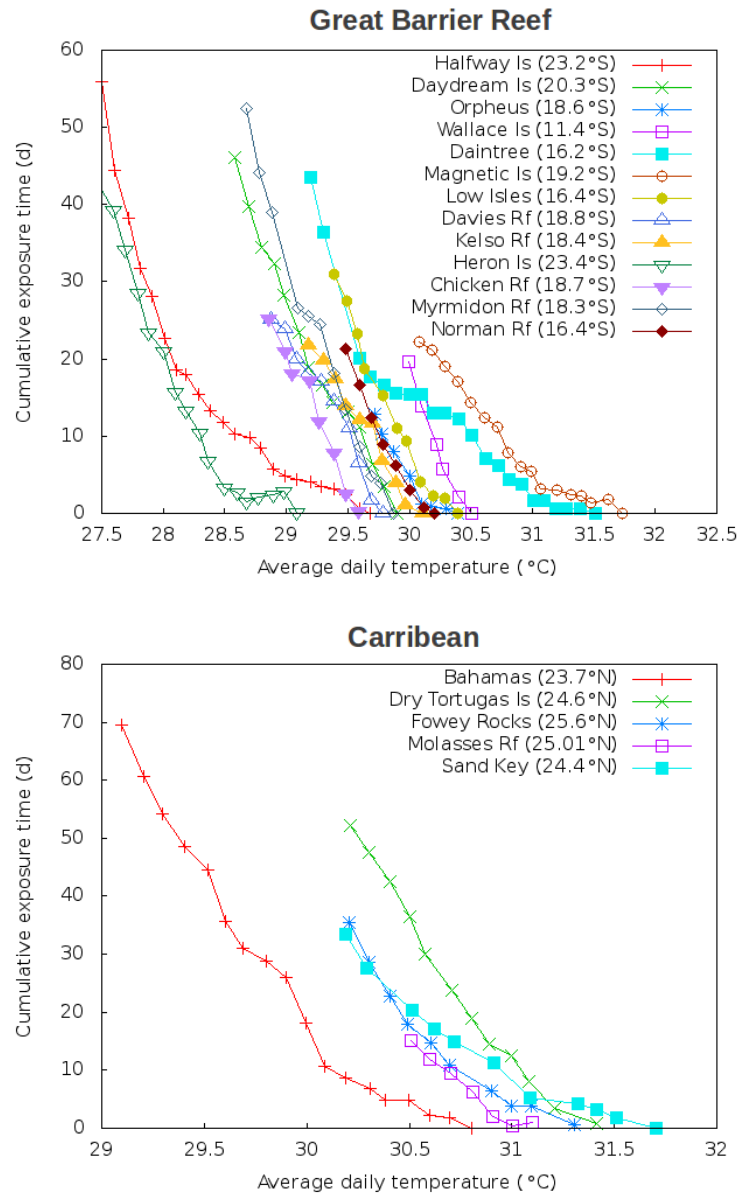 Great Barrier Reef
60
50
40
30
20
10
0
Cumulative exposure time (d)
Halfway Is (23.2°S)
Daydream Is (20.3°S)
Orpheus (18.6°S)
Wallace Is (11.4°S)
Daintree (16.2°S)
Magnetic Is (19.2°S)
Low Isles (16.4°S)
Davies Rf (18.8°S)
Kelso Rf (18.4°S)
Heron Is (23.4°S)
Chicken Rf (18.7°S)
Myrmidon Rf (18.3°S)
Norman Rf (16.4°S)
27.5 28 28.5 29 29.5 30 30.5 31 31.5 32 32.5
Average daily temperature (°C)
Carribean
80
70
60
50
40
30
20
10
0
Cumulative exposure time (d)
Bahamas (23.7°N)
Dry Tortugas Is (24.6°N)
Fowey Rocks (25.6°N)
Molasses Rf (25.01°N)
Sand Key (24.4°N)
29 29.5 30 30.5 31 31.5 32
Average daily temperature (°C)